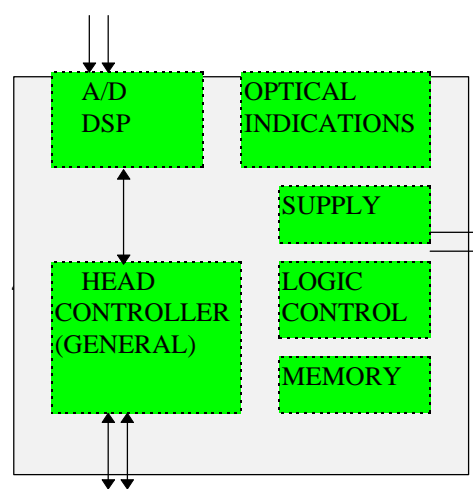 A/D
DSP
OPTICAL
INDICATIONS
SUPPLY
HEAD
CONTROLLER
(GENERAL)
LOGIC
CONTROL
MEMORY